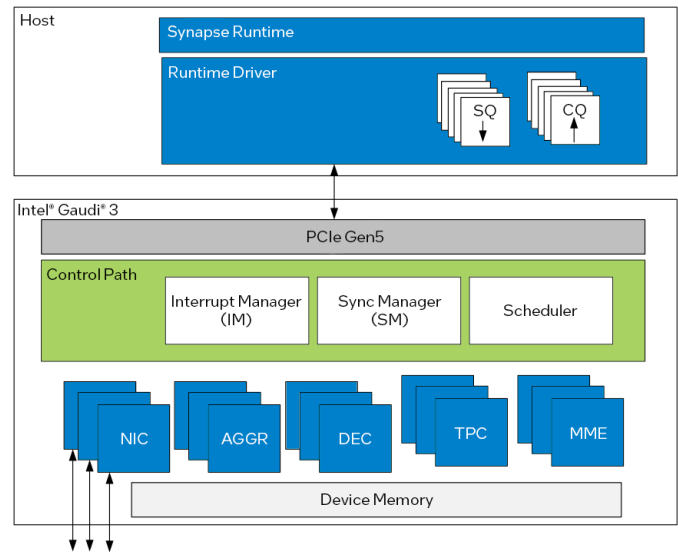 Host
Synapse Runtime
Runtime Driver
SQ
CQ
Intel® Gaudi® 3
PCIe Gen5
Control Path
Interrupt Manager
(IM)
Sync Manager
(SM)
Scheduler
NIC
AGGR
DEC
TPC
MME
Device Memory